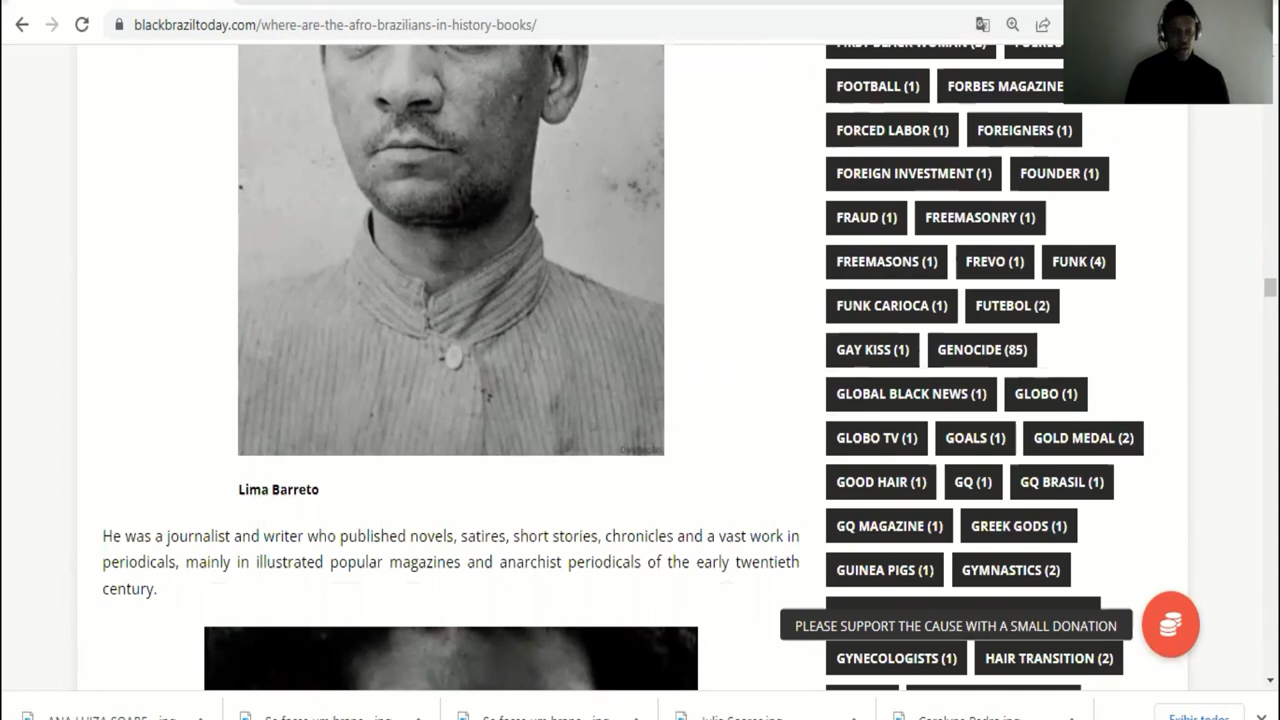 blackbraziltoday.com/where-are-the-afro-brazilians-in-history-books/
FOOTBALL (1)
FORBES MAGAZINE
FORCED LABOR (1)
FOREIGNERS (1)
FOREIGN INVESTMENT (1)
FOUNDER (1)
FRAUD (1)
FREEMASONRY (1)
FREEMASONS (1)
FREVO (1)
FUNK (4)
FUNK CARIOCA (1)
FUTEBOL (2)
GAY KISS (1)
GENOCIDE (85)
GLOBAL BLACK NEWS (1)
GLOBO (1)
GLOBO TV (1)
GOALS (1)
GOLD MEDAL (2)
GOOD HAIR (1)
GQ (1)
GQ BRASIL (1)
GQ MAGAZINE (1)
GREEK GODS (1)
GUINEA PIGS (1)
GYMNASTICS (2)
GYNECOLOGISTS (1)
HAIR TRANSITION (2)
Lima Barreto
He was a journalist and writer who published novels, satires, short stories, chronicles and a vast work in
periodicals, mainly in illustrated popular magazines and anarchist periodicals of the early twentieth
century.
PLEASE SUPPORT THE CAUSE WITH A SMALL DONATION